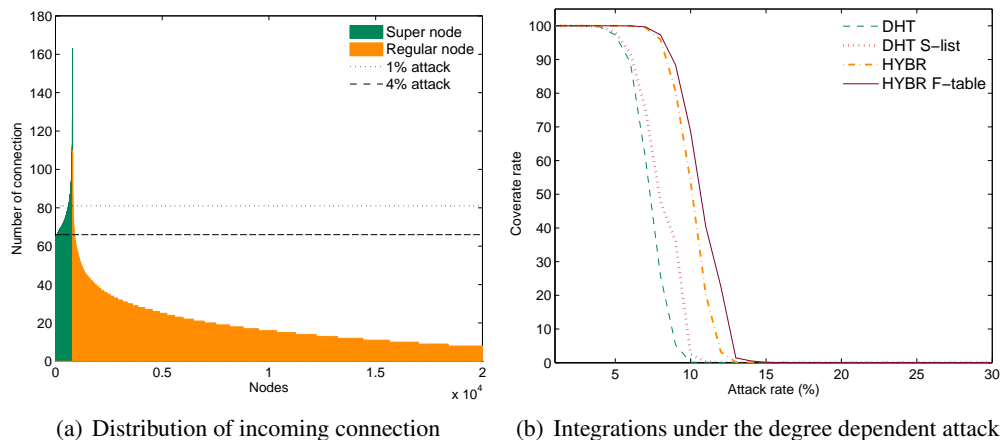 180
160
140
120
100
80
60
40
20
0
Number of connection
0
0.5
1
1.5
2
x 10^4
Nodes
Super node
Regular node
1% attack
4% attack
(a) Distribution of incoming connection
100
90
80
70
60
50
40
30
20
10
0
Coverate rate
5
10
15
20
25
30
Attack rate (%)
DHT
DHT S-list
HYBR
HYBR F-table
(b) Integrations under the degree dependent attack